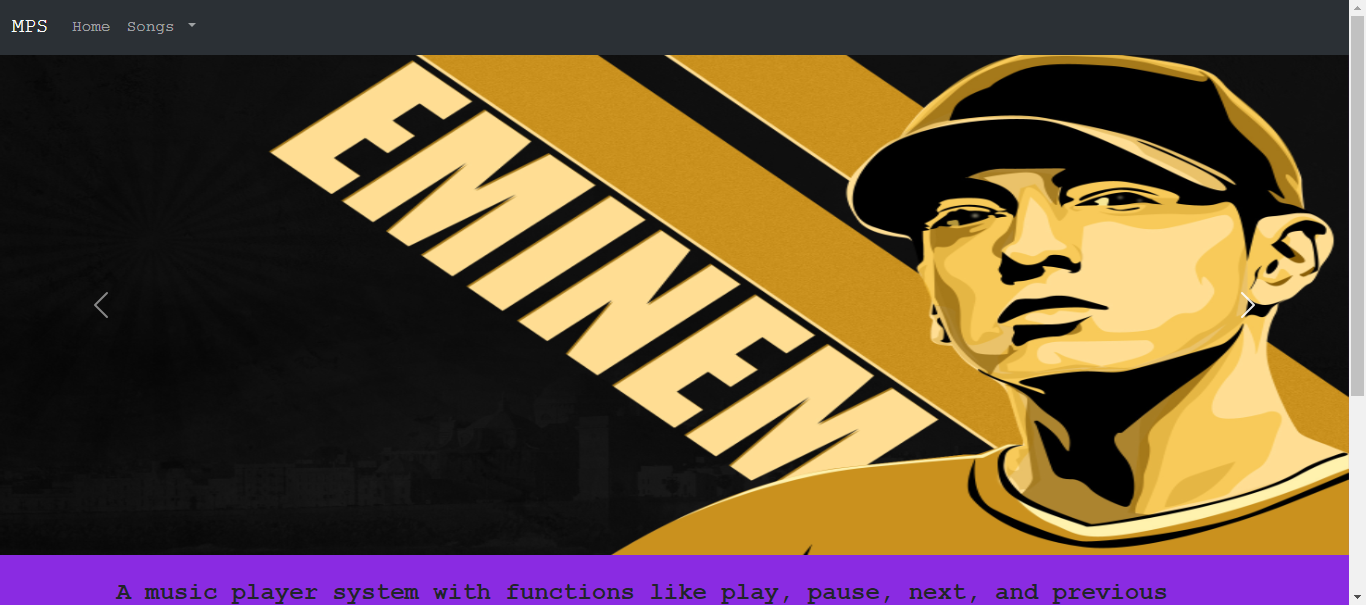 MPS Home Songs
EMINEM
A music player system with functions like play, pause, next, and previous